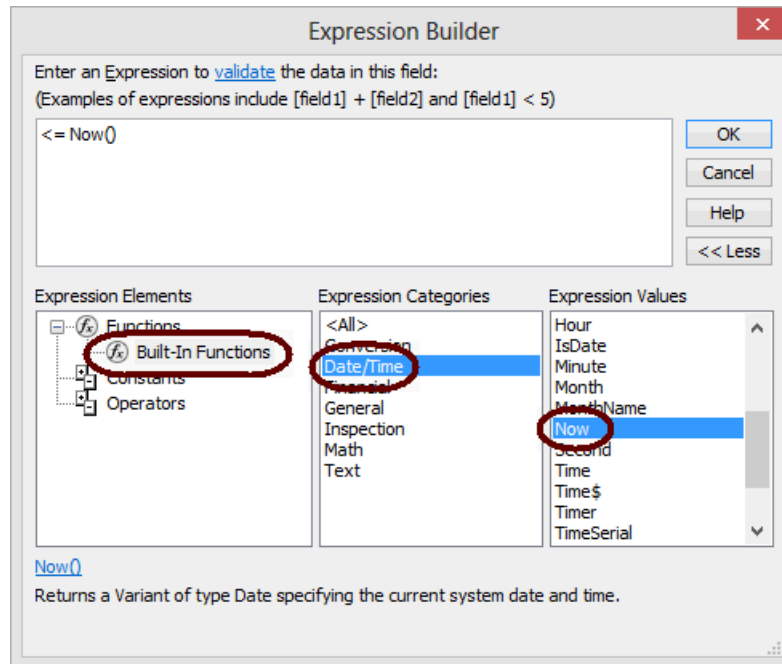 Expression Builder
×
Enter an Expression to validate the data in this field:
(Examples of expressions include [field1] + [field2] and [field1] < 5)
<= Now()
OK
Cancel
Help
<< Less
Expression Elements
Functions
Built-In Functions
Constants
Operators
Expression Categories
<All>
Conversion
Date/Time
Financial
General
Inspection
Math
Text
Expression Values
Hour
IsDate
Minute
Month
MonthName
Now
Second
Time
Time$
Timer
TimeSerial
Now()
Returns a Variant of type Date specifying the current system date and time.